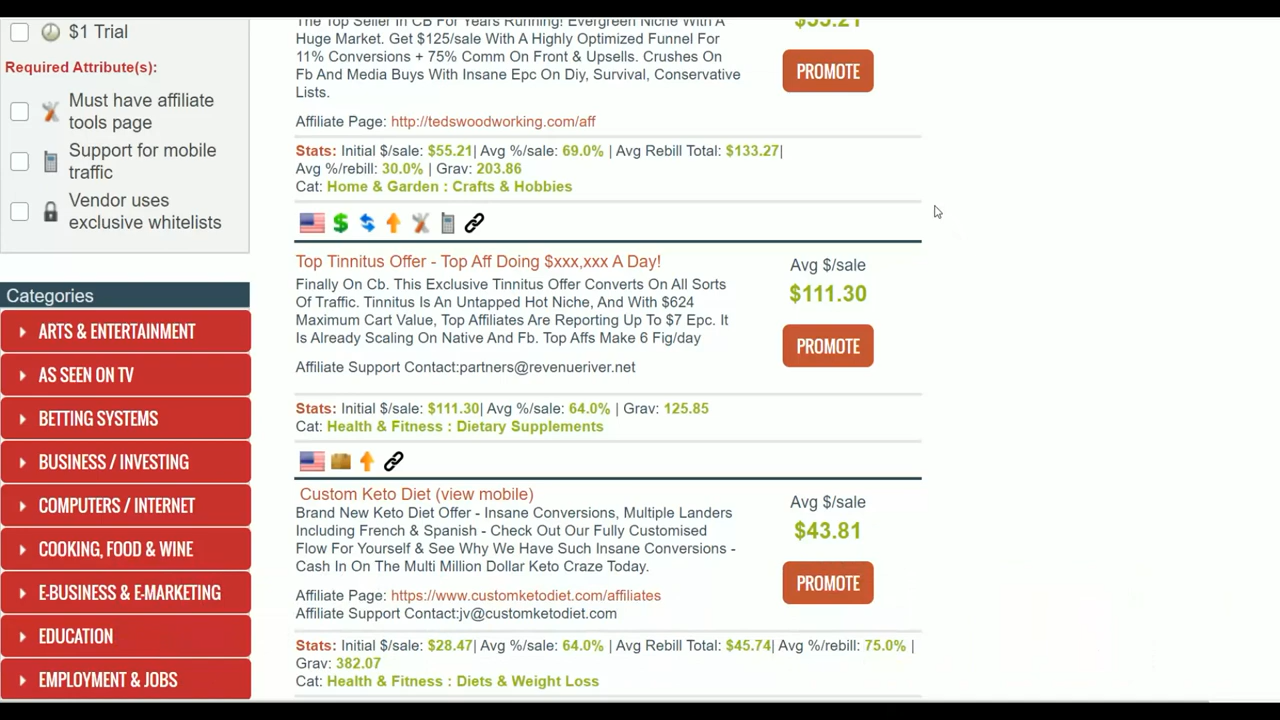 $1 Trial
Required Attribute(s):
Must have affiliate
tools page
Support for mobile
traffic
Vendor uses
exclusive whitelists
Categories
ARTS & ENTERTAINMENT
AS SEEN ON TV
BETTING SYSTEMS
BUSINESS / INVESTING
COMPUTERS / INTERNET
COOKING, FOOD & WINE
E-BUSINESS & E-MARKETING
EDUCATION
EMPLOYMENT & JOBS
The Top Seller In CB For Years Running! Evergreen Niche With A
Huge Market. Get $125/sale With A Highly Optimized Funnel For
11% Conversions + 75% Comm On Front & Upsells. Crushes On
Fb And Media Buys With Insane Epc On Diy, Survival, Conservative
Lists.
$55.21
PROMOTE
Affiliate Page: http://tedswoodworking.com/aff
Stats: Initial $/sale: $55.21| Avg %/sale: 69.0% | Avg Rebill Total: $133.27|
Avg %/rebill: 30.0% | Grav: 203.86
Cat: Home & Garden : Crafts & Hobbies
Top Tinnitus Offer - Top Aff Doing $xxx,xxx A Day!
Finally On Cb. This Exclusive Tinnitus Offer Converts On All Sorts
Of Traffic. Tinnitus Is An Untapped Hot Niche, And With $624
Maximum Cart Value, Top Affiliates Are Reporting Up To $7 Epc. It
Is Already Scaling On Native And Fb. Top Affs Make 6 Fig/day
Avg $/sale
$111.30
PROMOTE
Affiliate Support Contact:partners@revenueriver.net
Stats: Initial $/sale: $111.30| Avg %/sale: 64.0% | Grav: 125.85
Cat: Health & Fitness : Dietary Supplements
Custom Keto Diet (view mobile)
Brand New Keto Diet Offer - Insane Conversions, Multiple Landers
Including French & Spanish - Check Out Our Fully Customised
Flow For Yourself & See Why We Have Such Insane Conversions -
Cash In On The Multi Million Dollar Keto Craze Today.
Avg $/sale
$43.81
PROMOTE
Affiliate Page: https://www.customketodiet.com/affiliates
Affiliate Support Contact:jv@customketodiet.com
Stats: Initial $/sale: $28.47| Avg %/sale: 64.0% | Avg Rebill Total: $45.74| Avg %/rebill: 75.0% |
Grav: 382.07
Cat: Health & Fitness : Diets & Weight Loss